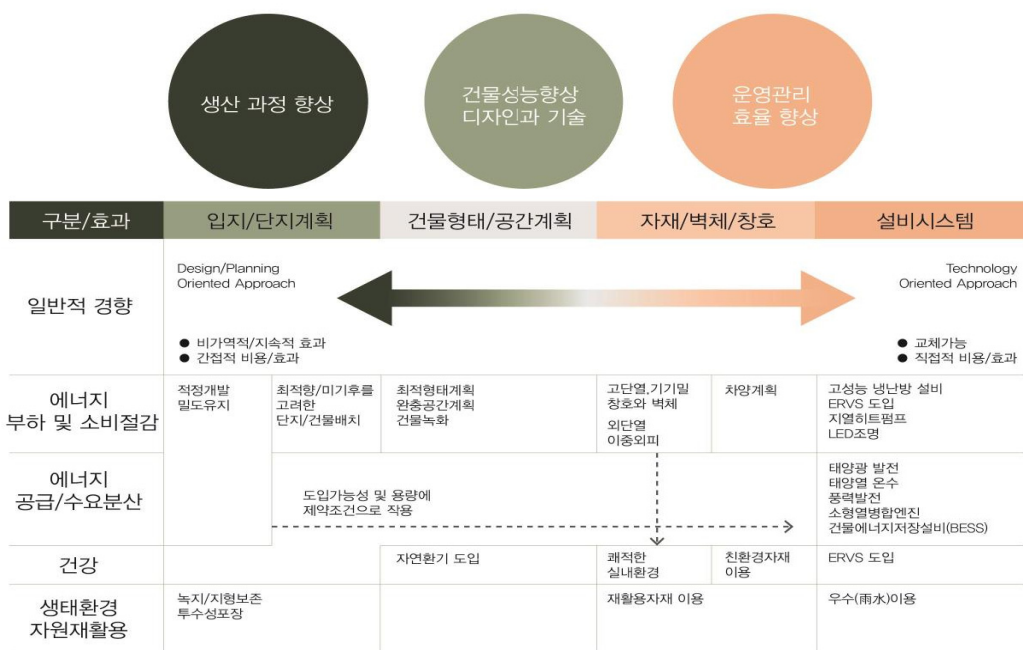 생산 과정 향상
건물성능향상
디자인과 기술
운영관리
효율 향상
구분/효과
입지/단지계획
건물형태/공간계획
자재/벽체/창호
설비시스템
일반적 경향
Design/Planning
Oriented Approach
Technology
Oriented Approach
● 비가역적/지속적 효과
● 간접적 비용/효과
● 교체가능
● 직접적 비용/효과
에너지
부하 및 소비절감
적정개발
밀도유지
최적향/미기후를
고려한
단지/건물배치
최적형태계획
완충공간계획
건물녹화
고단열,기기밀
창호와 벽체
외단열
이중외피
차양계획
고성능 냉난방 설비
ERVS 도입
지열히트펌프
LED조명
에너지
공급/수요분산
도입가능성 및 용량에
제약조건으로 작용
태양광 발전
태양열 온수
풍력발전
소형열병합엔진
건물에너지저장설비(BESS)
건강
자연환기 도입
쾌적한
실내환경
친환경자재
이용
ERVS 도입
생태환경
자원재활용
녹지/지형보존
투수성포장
재활용자재 이용
우수(雨水)이용